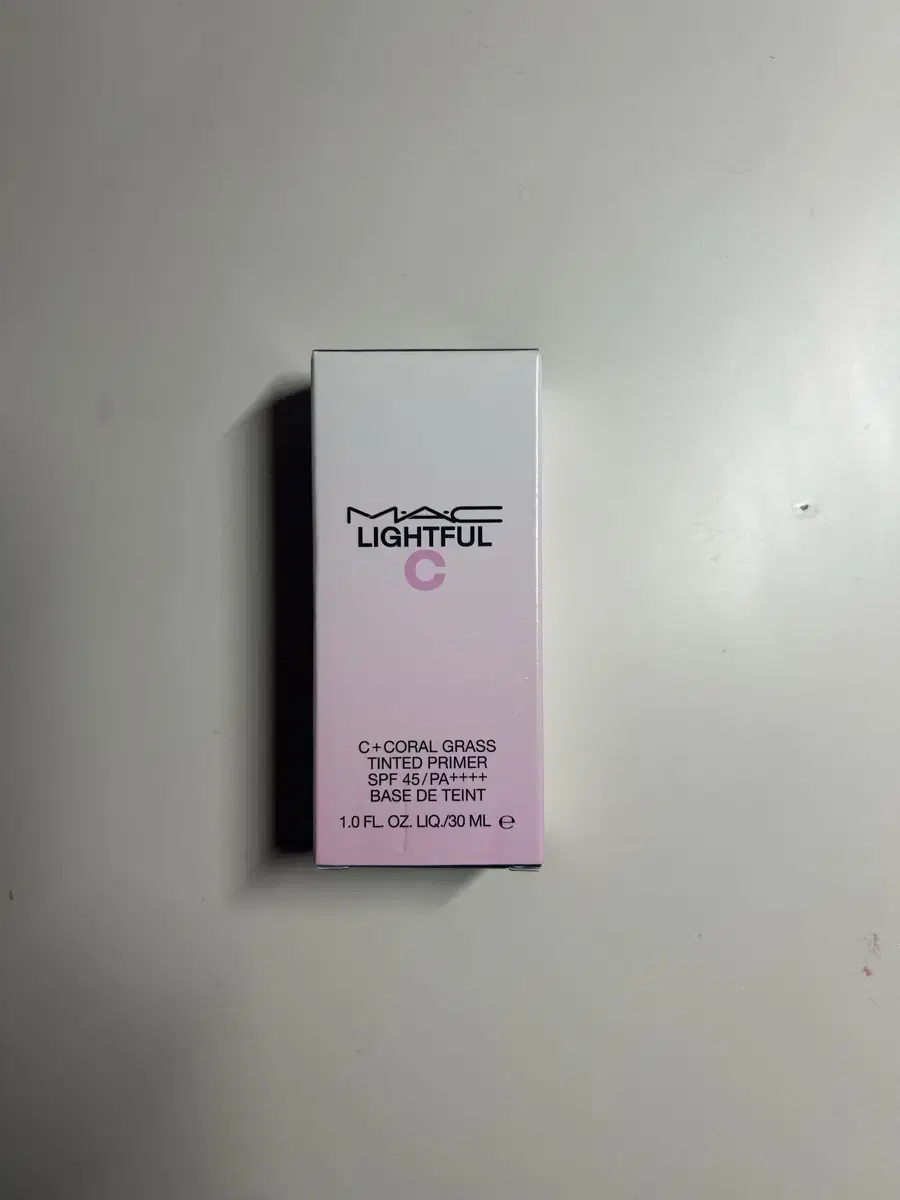 M·A·C
LIGHTFUL
C
C+CORAL GRASS
TINTED PRIMER
SPF 45/PA++++
BASE DE TEINT
1.0 FL. OZ. LIQ./30 ML ℮